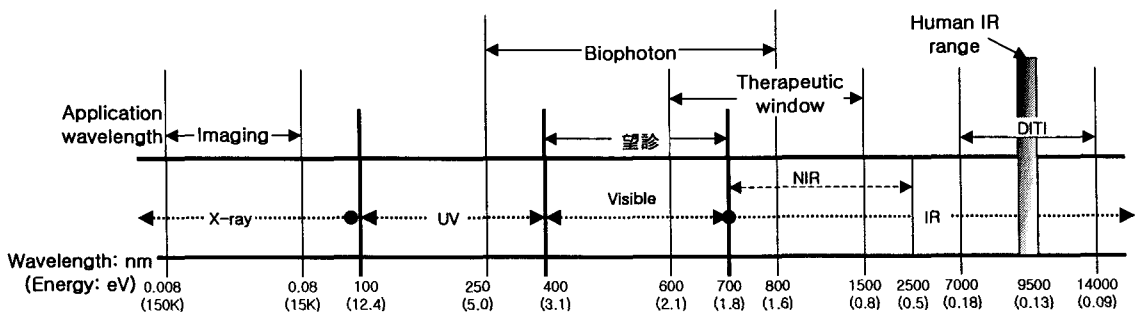 Human IR
range
Biophoton
Therapeutic
window
Application
wavelength
Imaging
望診
DITI
NIR
Visible
X-ray
UV
IR
Wavelength: nm
(Energy: eV)
0.008 0.08 100 250 400 600 700 800 1500 2500 7000 9500 14000
(150K) (15K) (12.4) (5.0) (3.1) (2.1) (1.8) (1.6) (0.8) (0.5) (0.18) (0.13) (0.09)